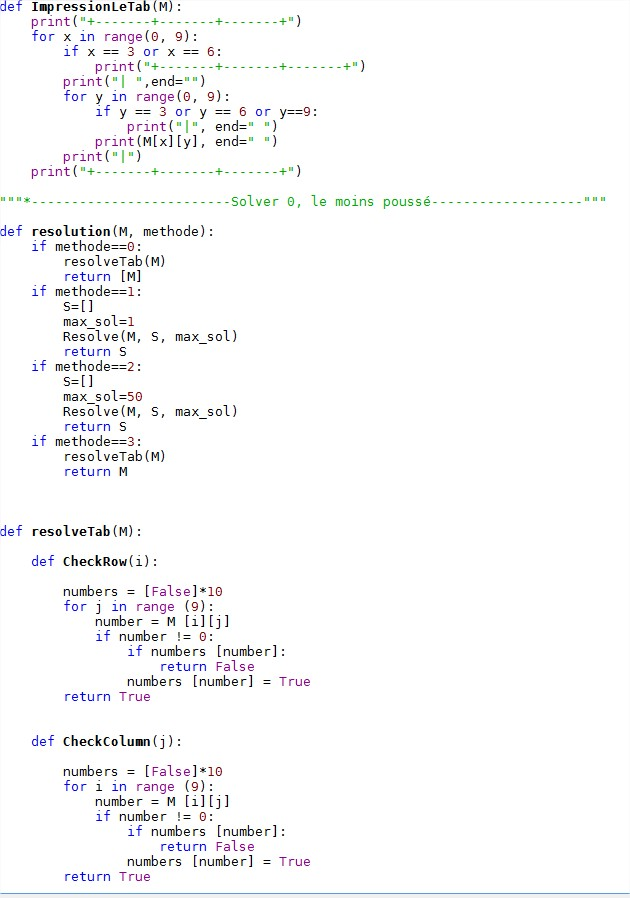 def ImpressionLeTab(M):
    print("+-------+-------+-------+")
    for x in range(0, 9):
        if x == 3 or x == 6:
            print("+-------+-------+-------+")
        print("| ",end="")
        for y in range(0, 9):
            if y == 3 or y == 6 or y==9:
                print("|", end=" ")
            print(M[x][y], end=" ")
        print("|")
    print("+-------+-------+-------+")
"""*-------------------------Solver 0, le moins poussé-------------------"""
def resolution(M, methode):
    if methode==0:
        resolveTab(M)
        return [M]
    if methode==1:
        S=[]
        max_sol=1
        Resolve(M, S, max_sol)
        return S
    if methode==2:
        S=[]
        max_sol=50
        Resolve(M, S, max_sol)
        return S
    if methode==3:
        resolveTab(M)
        return M
def resolveTab(M):
    def CheckRow(i):
        numbers = [False]*10
        for j in range (9):
            number = M [i][j]
            if number != 0:
                if numbers [number]:
                    return False
                numbers [number] = True
        return True
    def CheckColumn(j):
        numbers = [False]*10
        for i in range (9):
            number = M [i][j]
            if number != 0:
                if numbers [number]:
                    return False
                numbers [number] = True
        return True